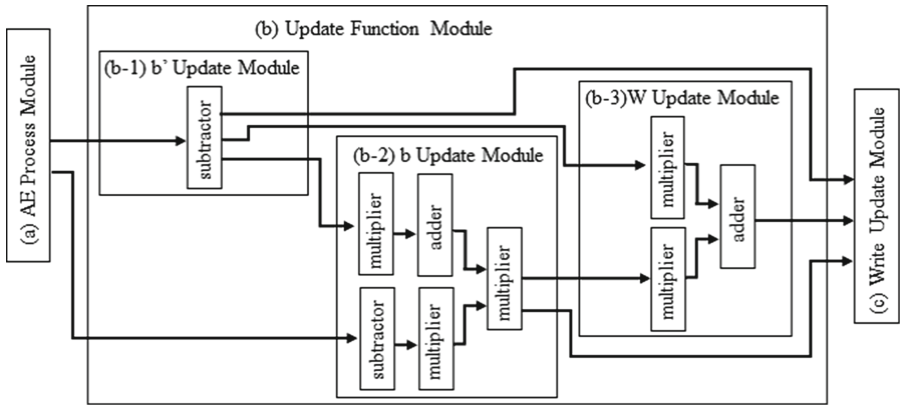 (b) Update Function Module
(a) AE Process Module
(b-1) b’ Update Module
subtractor
(b-2) b Update Module
multiplier
adder
multiplier
subtractor
multiplier
(b-3)W Update Module
multiplier
adder
multiplier
(c) Write Update Module